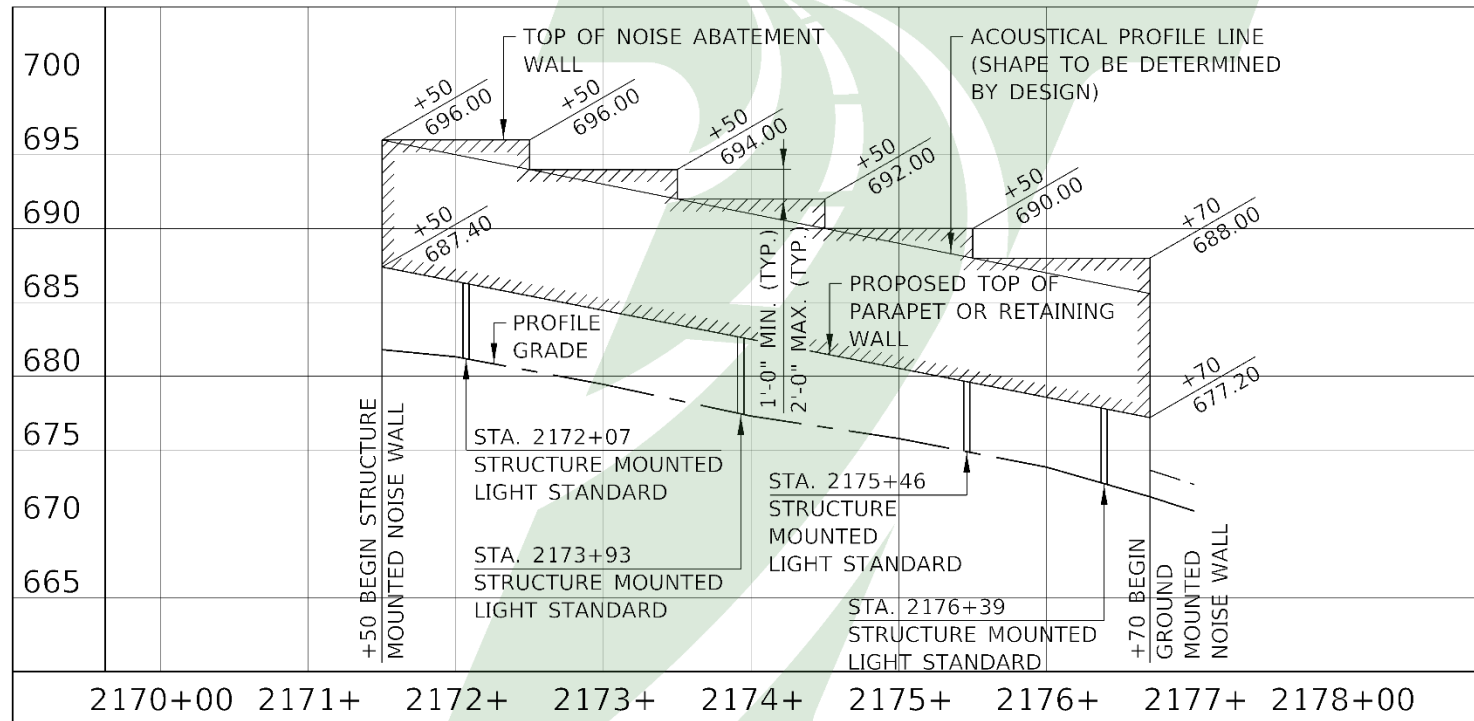 700
695
690
685
680
675
670
665
TOP OF NOISE ABATEMENT
WALL
ACOUSTICAL PROFILE LINE
(SHAPE TO BE DETERMINED
BY DESIGN)
+50
696.00
+50
696.00
+50
694.00
+50
692.00
+50
690.00
+70
688.00
+50
687.40
1'-0" MIN. (TYP.)
2'-0" MAX. (TYP.)
PROPOSED TOP OF
PARAPET OR RETAINING
WALL
PROFILE
GRADE
+70
677.20
+50 BEGIN STRUCTURE
MOUNTED NOISE WALL
STA. 2172+07
STRUCTURE MOUNTED
LIGHT STANDARD
STA. 2173+93
STRUCTURE MOUNTED
LIGHT STANDARD
STA. 2175+46
STRUCTURE
MOUNTED
LIGHT STANDARD
STA. 2176+39
STRUCTURE MOUNTED
LIGHT STANDARD
+70 BEGIN
GROUND
MOUNTED
NOISE WALL
2170+00 2171+ 2172+ 2173+ 2174+ 2175+ 2176+ 2177+ 2178+00